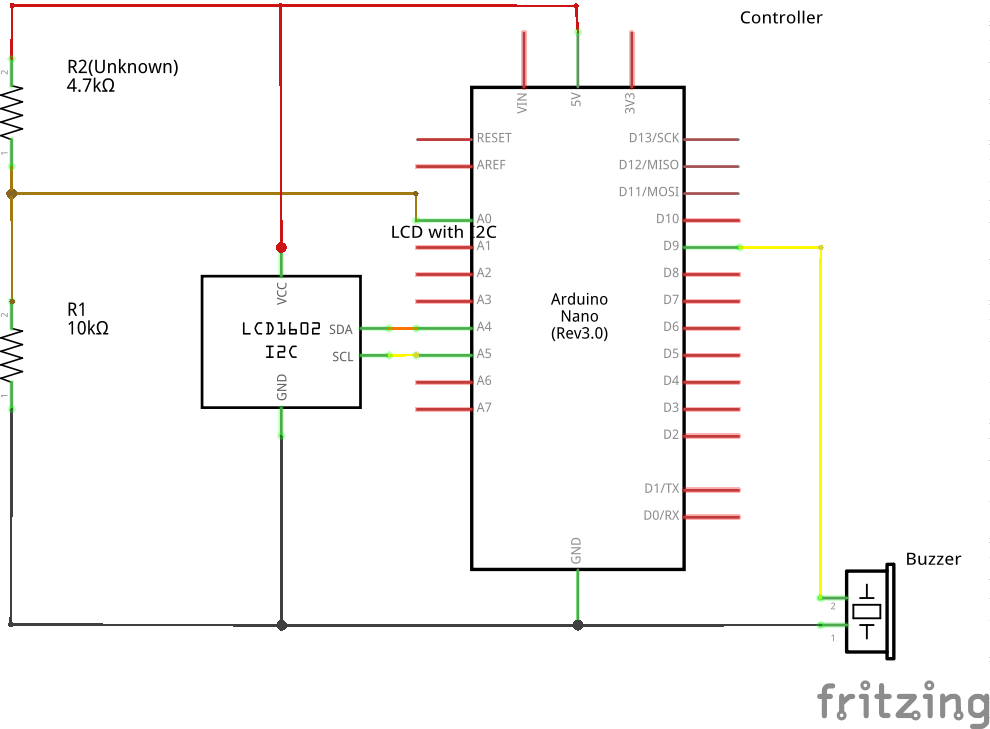 Controller
R2(Unknown)
4.7kΩ
2
1
VIN
5V
3V3
RESET
AREF
A0
LCD with I2C
A1
A2
A3
A4
A5
A6
A7
D13/SCK
D12/MISO
D11/MOSI
D10
D9
D8
D7
D6
D5
D4
D3
D2
D1/TX
D0/RX
GND
Arduino
Nano
(Rev3.0)
R1
10kΩ
2
1
VCC
LCD1602
I2C
SDA
SCL
GND
Buzzer
2
1
fritzing